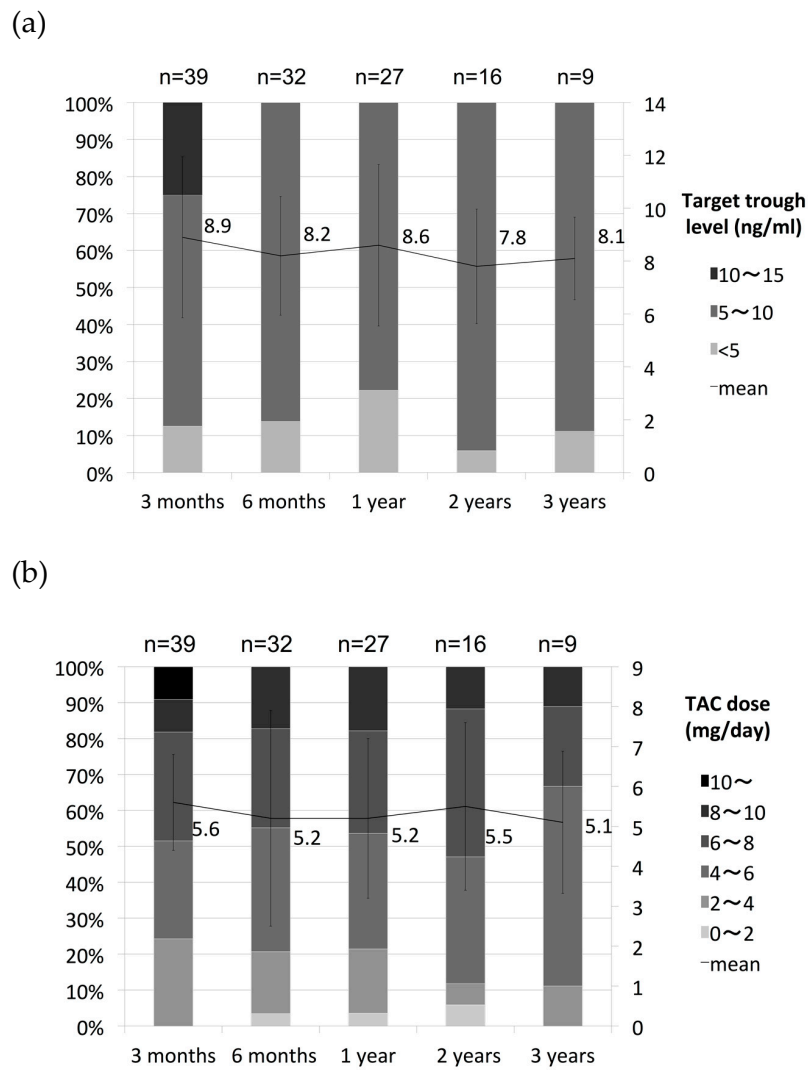 (a)
n=39 n=32 n=27 n=16 n=9
100% 14
90%
80% 12
70% 10
60% 8
50%
40% 6
30% 4
20% 2
10%
0% 0
8.9 8.2 8.6 7.8 8.1
3 months 6 months 1 year 2 years 3 years
Target trough
level (ng/ml)
10〜15
5〜10
<5
mean
(b)
n=39 n=32 n=27 n=16 n=9
100% 9
90% 8
80% 7
70% 6
60% 5
50%
40% 4
30% 3
20% 2
10% 1
0% 0
5.6 5.2 5.2 5.5 5.1
3 months 6 months 1 year 2 years 3 years
TAC dose
(mg/day)
10〜
8〜10
6〜8
4〜6
2〜4
0〜2
mean